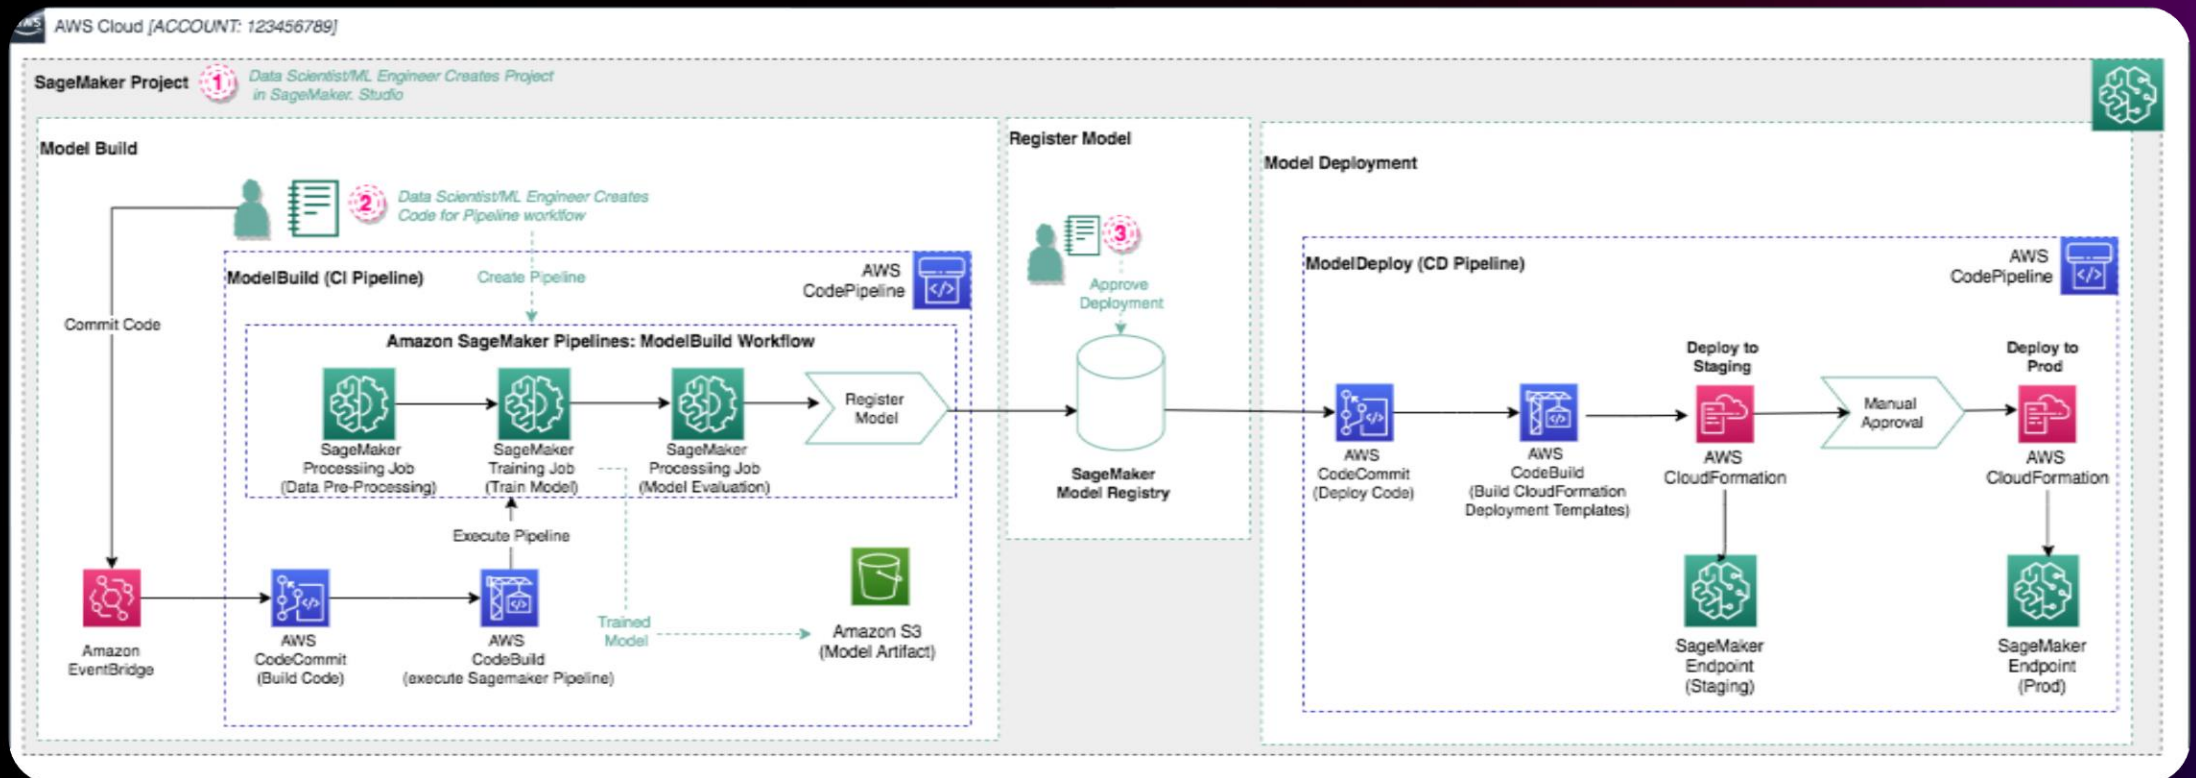 AWS Cloud [ACCOUNT: 123456789]
SageMaker Project
1
Data Scientist/ML Engineer Creates Project
in SageMaker. Studio
Model Build
2
Data Scientist/ML Engineer Creates
Code for Pipeline workflow
Commit Code
ModelBuild (CI Pipeline)
Create Pipeline
AWS
CodePipeline
Amazon SageMaker Pipelines: ModelBuild Workflow
SageMaker
Processiing Job
(Data Pre-Processing)
SageMaker
Training Job
(Train Model)
SageMaker
Processiing Job
(Model Evaluation)
Register
Model
Execute Pipeline
Amazon
EventBridge
AWS
CodeCommit
(Build Code)
AWS
CodeBuild
(execute Sagemaker Pipeline)
Trained
Model
Amazon S3
(Model Artifact)
Register Model
3
Approve
Deployment
SageMaker
Model Registry
Model Deployment
ModelDeploy (CD Pipeline)
AWS
CodePipeline
AWS
CodeCommit
(Deploy Code)
AWS
CodeBuild
(Build CloudFormation
Deployment Templates)
Deploy to
Staging
AWS
CloudFormation
Manual
Approval
Deploy to
Prod
AWS
CloudFormation
SageMaker
Endpoint
(Staging)
SageMaker
Endpoint
(Prod)